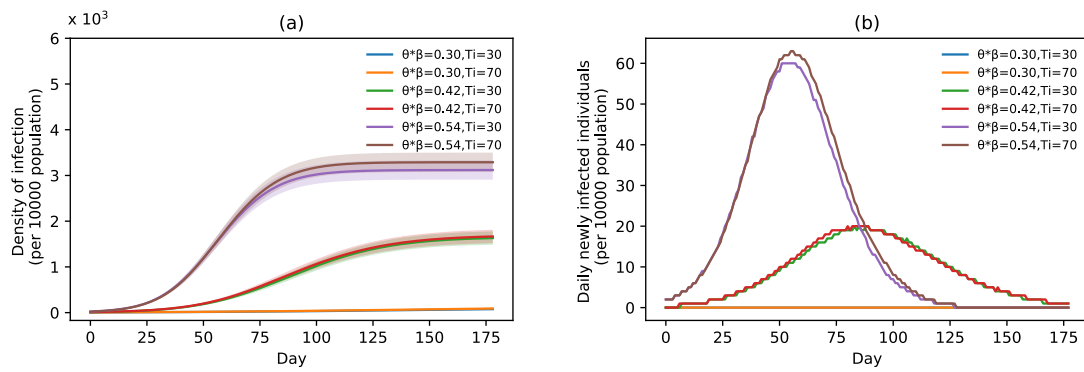 (a)
x 10³
6
5
4
3
2
1
0
0 25 50 75 100 125 150 175
Day
Density of infection
(per 10000 population)
θ*β=0.30,Ti=30
θ*β=0.30,Ti=70
θ*β=0.42,Ti=30
θ*β=0.42,Ti=70
θ*β=0.54,Ti=30
θ*β=0.54,Ti=70
(b)
60
50
40
30
20
10
0
0 25 50 75 100 125 150 175
Day
Daily newly infected individuals
(per 10000 population)
θ*β=0.30,Ti=30
θ*β=0.30,Ti=70
θ*β=0.42,Ti=30
θ*β=0.42,Ti=70
θ*β=0.54,Ti=30
θ*β=0.54,Ti=70